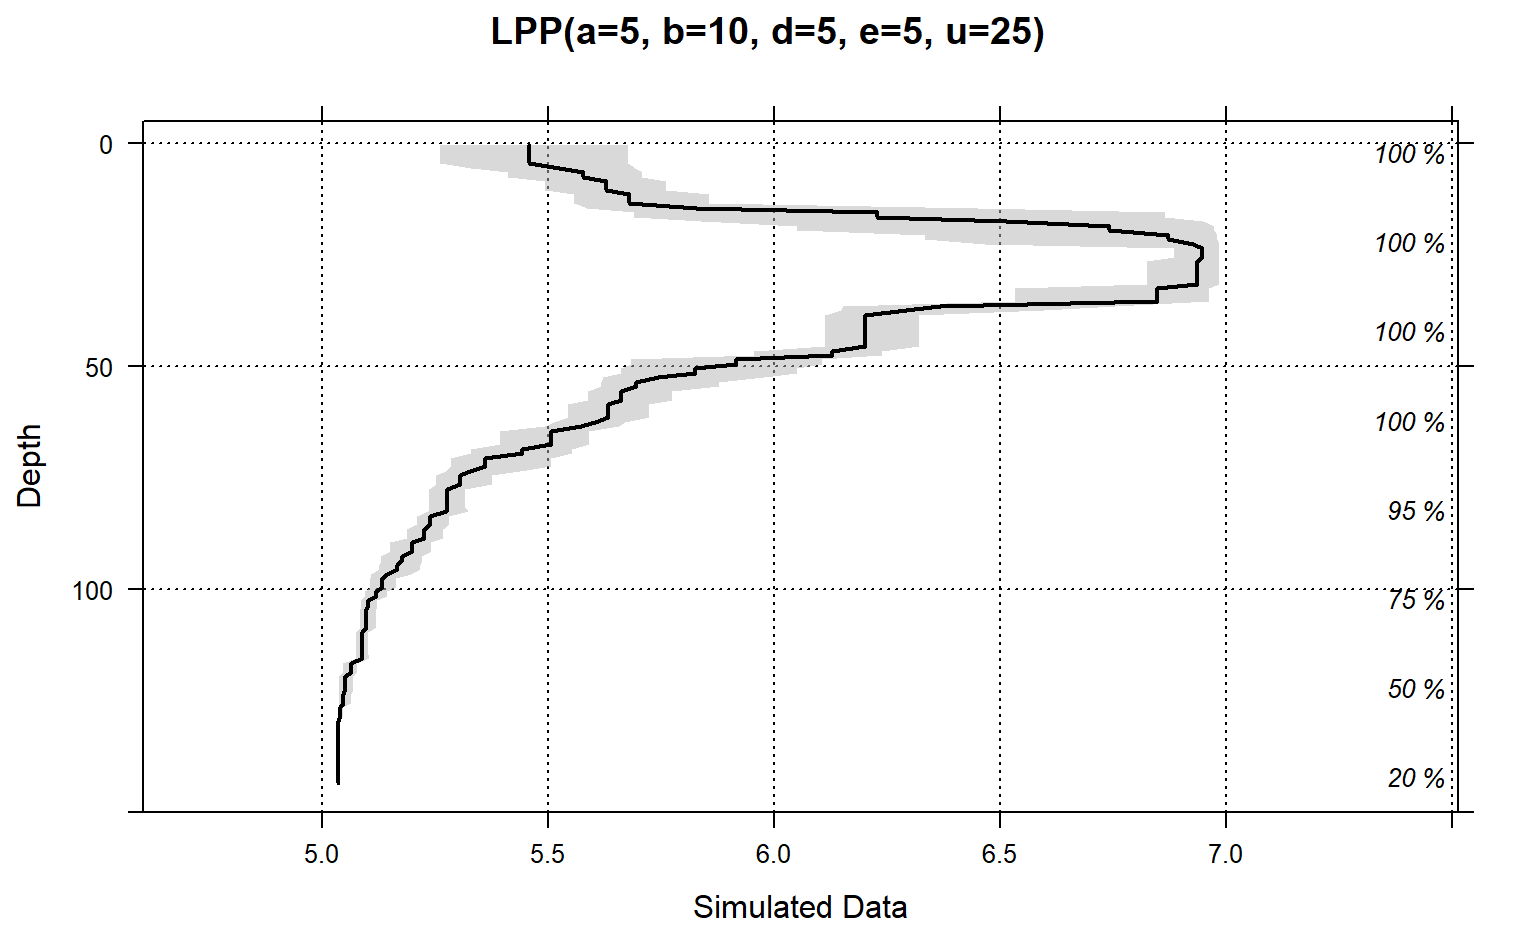 LPP(a=5, b=10, d=5, e=5, u=25)
0
100 %
100 %
100 %
50
100 %
Depth
95 %
100
75 %
50 %
20 %
5.0 5.5 6.0 6.5 7.0
Simulated Data